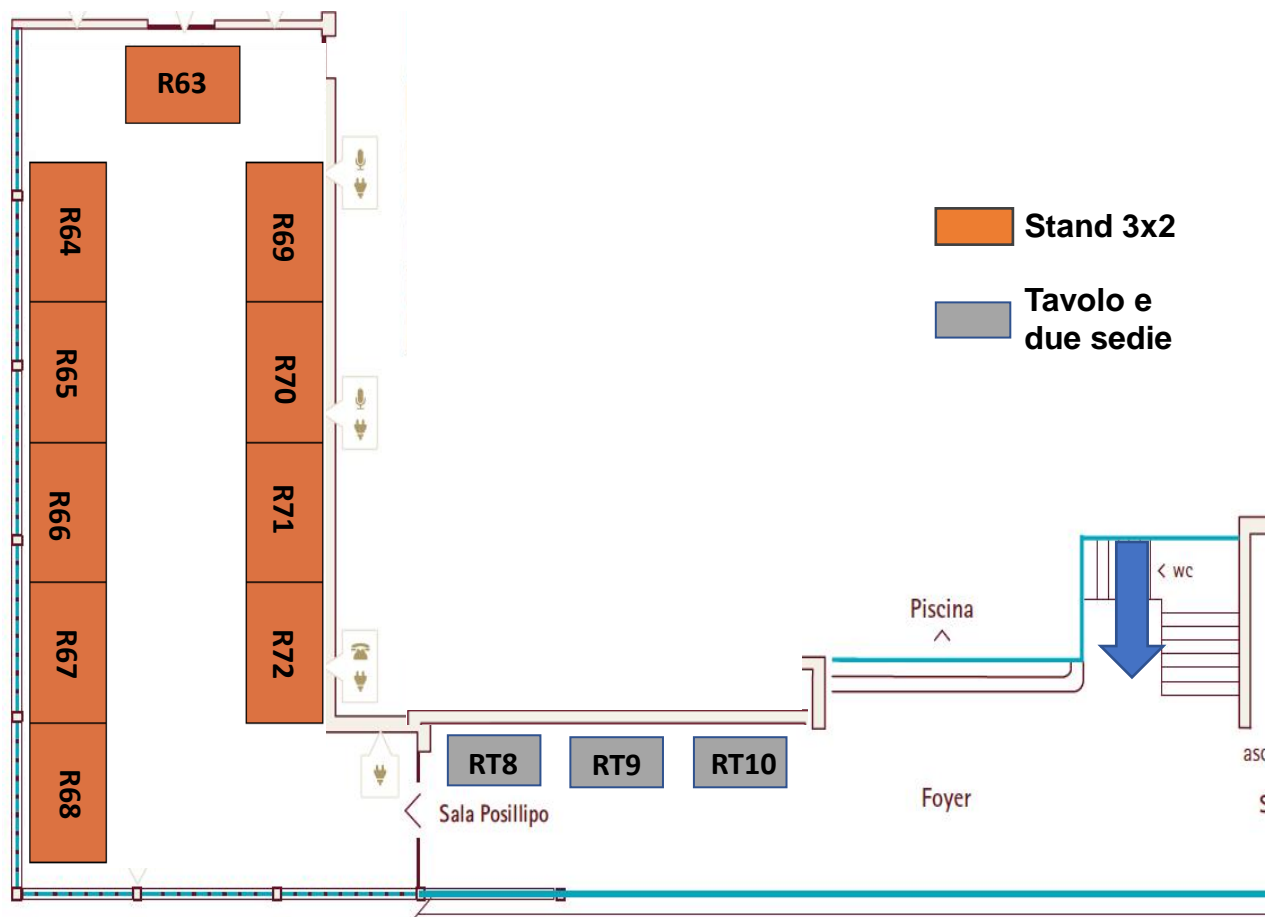 R63
R64
R69
Stand 3x2
Tavolo e
due sedie
R65
R70
R66
R71
< wc
Piscina
R67
R72
RT8
RT9
RT10
R68
Foyer
Sala Posillipo